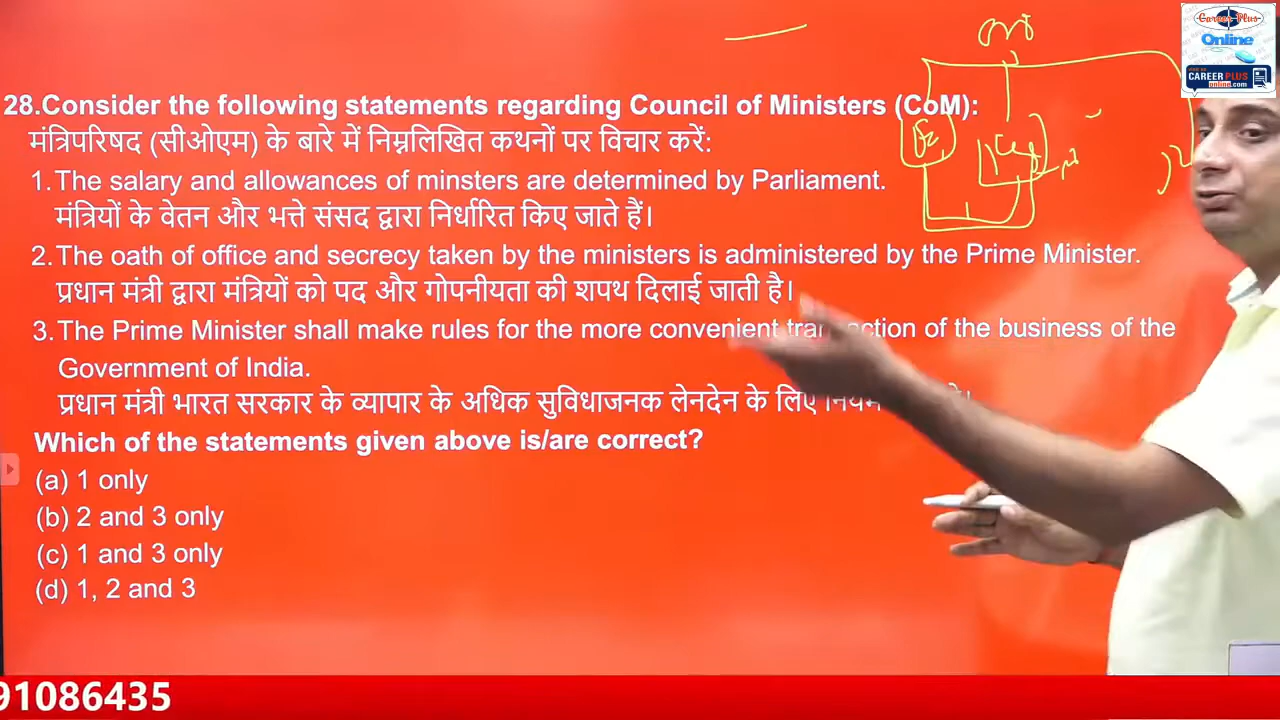 Career Plus
Online
CAREER PLUS
online.com
28.Consider the following statements regarding Council of Ministers (CoM):
मंत्रिपरिषद (सीओएम) के बारे में निम्नलिखित कथनों पर विचार करें:
1. The salary and allowances of minsters are determined by Parliament.
मंत्रियों के वेतन और भत्ते संसद द्वारा निर्धारित किए जाते हैं।
2. The oath of office and secrecy taken by the ministers is administered by the Prime Minister.
प्रधान मंत्री द्वारा मंत्रियों को पद और गोपनीयता की शपथ दिलाई जाती है।
3. The Prime Minister shall make rules for the more convenient transaction of the business of the
Government of India.
प्रधान मंत्री भारत सरकार के व्यापार के अधिक सुविधाजनक लेनदेन के लिए नियम
Which of the statements given above is/are correct?
(a) 1 only
(b) 2 and 3 only
(c) 1 and 3 only
(d) 1, 2 and 3
91086435